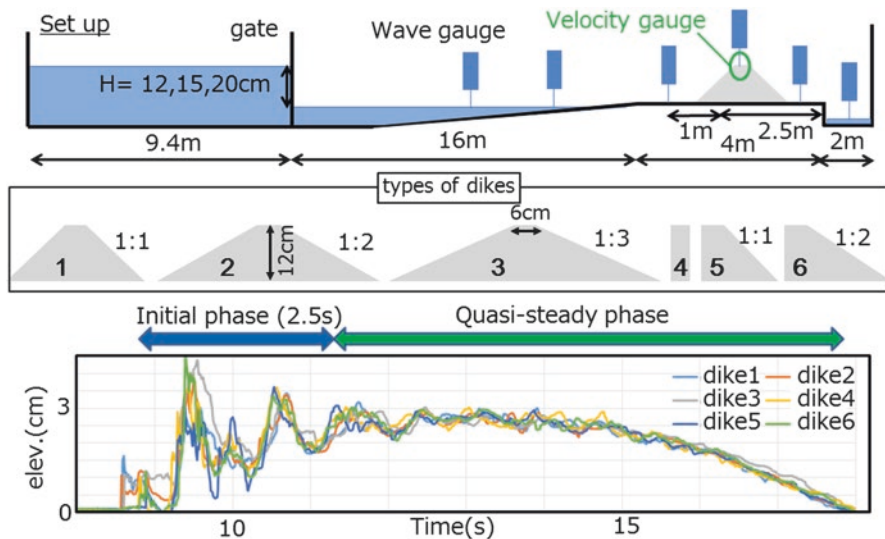 Set up
gate
Wave gauge
Velocity gauge
H= 12,15,20cm
1m
2.5m
9.4m
16m
4m
2m
types of dikes
6cm
12cm
1:1
1:2
1:3
1:1
1:2
1
2
3
4
5
6
Initial phase (2.5s)
Quasi-steady phase
elev.(cm)
3
0
dike1
dike2
dike3
dike4
dike5
dike6
10
Time(s)
15